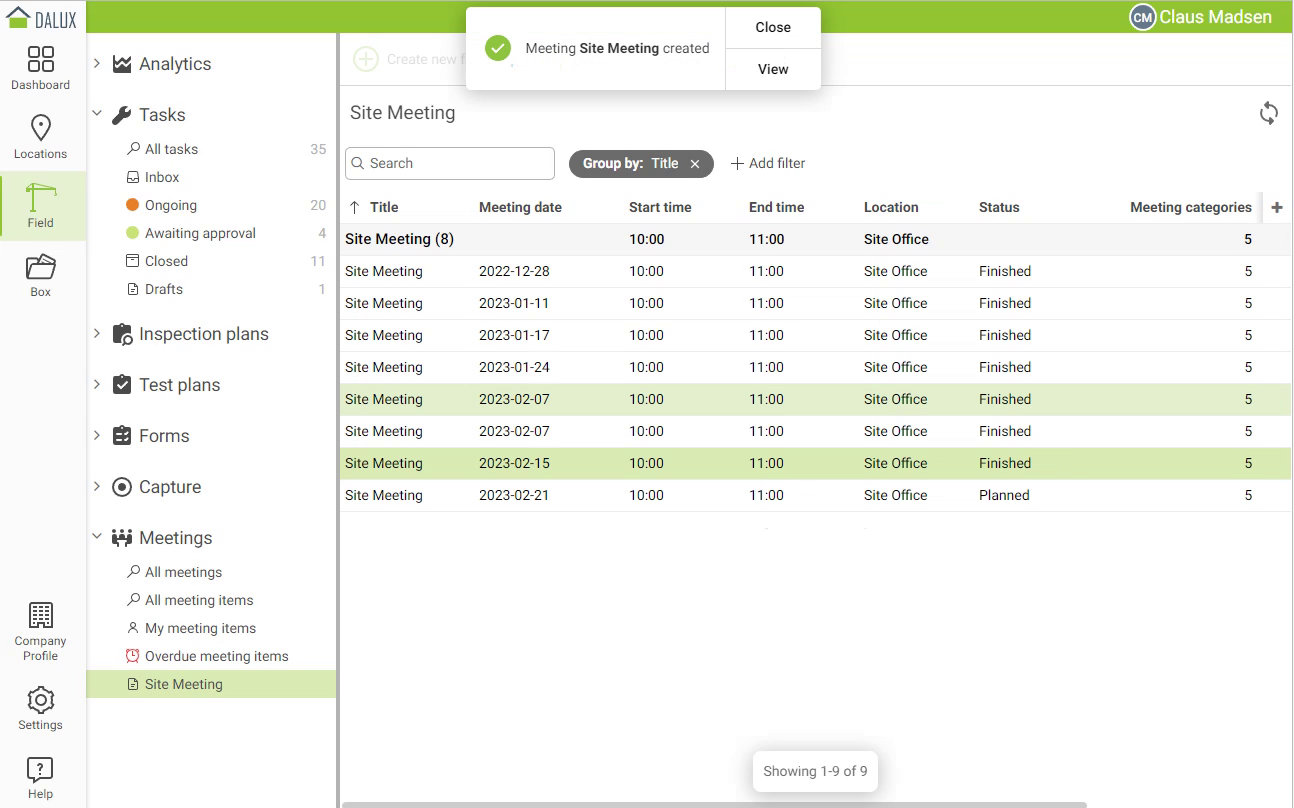 DALUX
CM Claus Madsen
Meeting Site Meeting created
Close
View
Dashboard
Locations
Field
Box
Company
Profile
Settings
Help
Analytics
Tasks
All tasks 35
Inbox
Ongoing 20
Awaiting approval 4
Closed 11
Drafts 1
Inspection plans
Test plans
Forms
Capture
Meetings
All meetings
All meeting items
My meeting items
Overdue meeting items
Site Meeting
Create new f
Site Meeting
Search
Group by: Title
Add filter
Title Meeting date Start time End time Location Status Meeting categories
Site Meeting (8) 10:00 11:00 Site Office 5
Site Meeting 2022-12-28 10:00 11:00 Site Office Finished 5
Site Meeting 2023-01-11 10:00 11:00 Site Office Finished 5
Site Meeting 2023-01-17 10:00 11:00 Site Office Finished 5
Site Meeting 2023-01-24 10:00 11:00 Site Office Finished 5
Site Meeting 2023-02-07 10:00 11:00 Site Office Finished 5
Site Meeting 2023-02-07 10:00 11:00 Site Office Finished 5
Site Meeting 2023-02-15 10:00 11:00 Site Office Finished 5
Site Meeting 2023-02-21 10:00 11:00 Site Office Planned 5
Showing 1-9 of 9